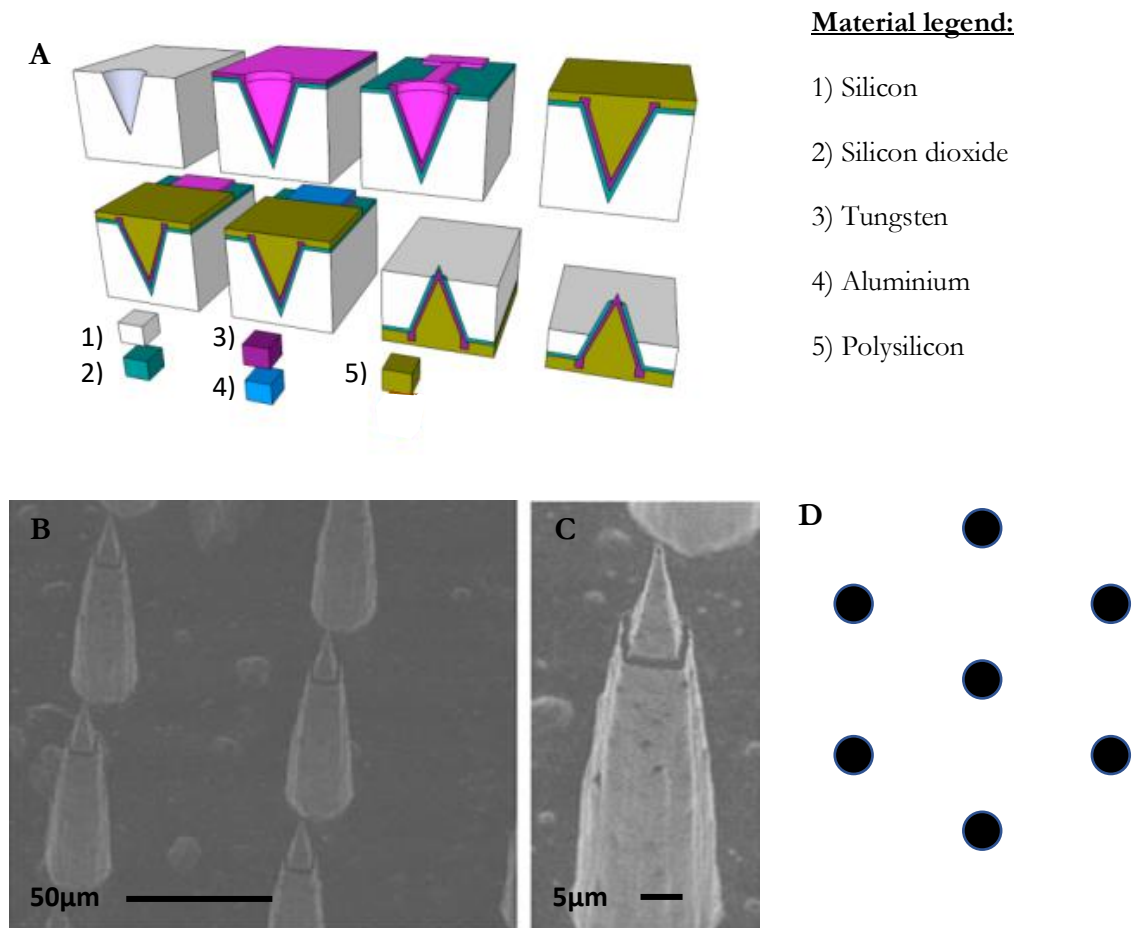 A
Material legend:
1) Silicon
2) Silicon dioxide
3) Tungsten
4) Aluminium
5) Polysilicon
1)
2)
3)
4)
5)
B
50µm
C
5µm
D